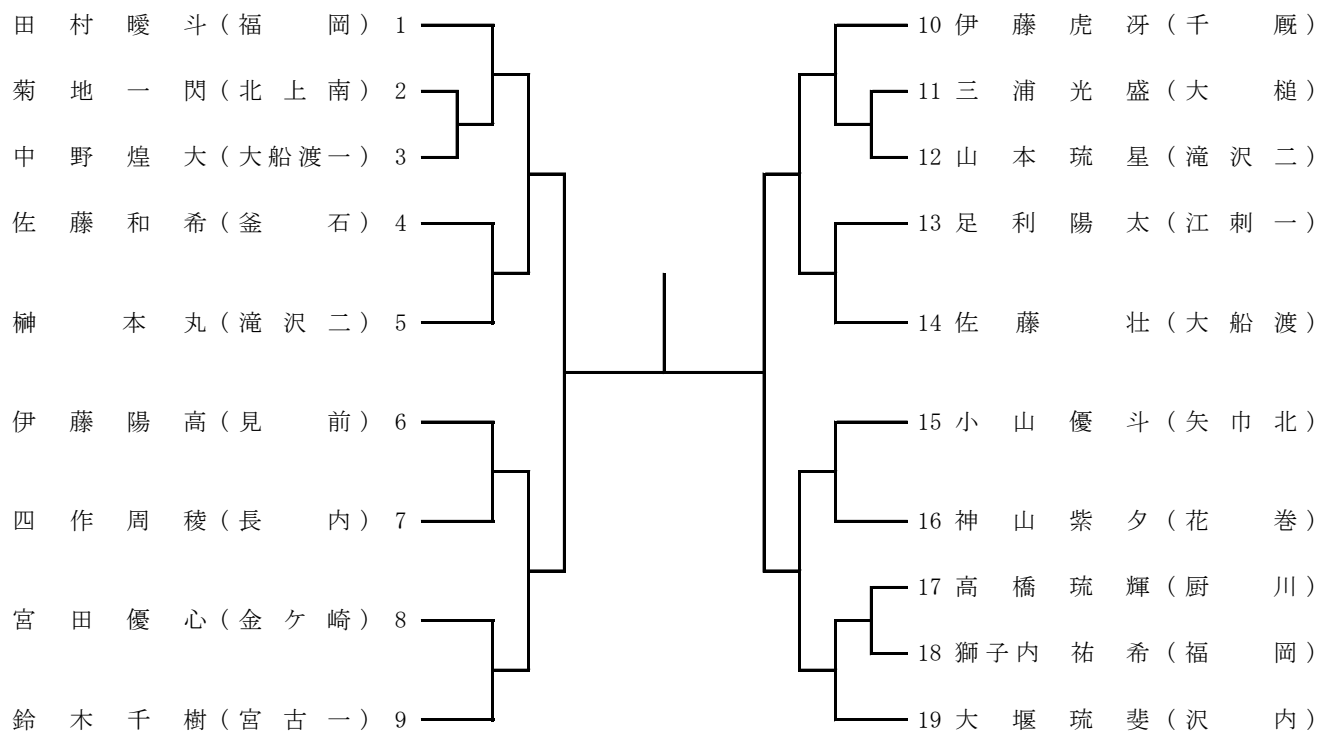 田村曖斗(福岡) 1
菊地一閃(北上南) 2
中野煌大(大船渡一) 3
佐藤和希(釜石) 4
榊本丸(滝沢二) 5
伊藤陽高(見前) 6
四作周稜(長内) 7
宮田優心(金ケ崎) 8
鈴木千樹(宮古一) 9
10 伊藤虎冴(千厩)
11 三浦光盛(大槌)
12 山本琉星(滝沢二)
13 足利陽太(江刺一)
14 佐藤壮(大船渡)
15 小山優斗(矢巾北)
16 神山紫夕(花巻)
17 高橋琉輝(厨川)
18 獅子内祐希(福岡)
19 大堰琉斐(沢内)